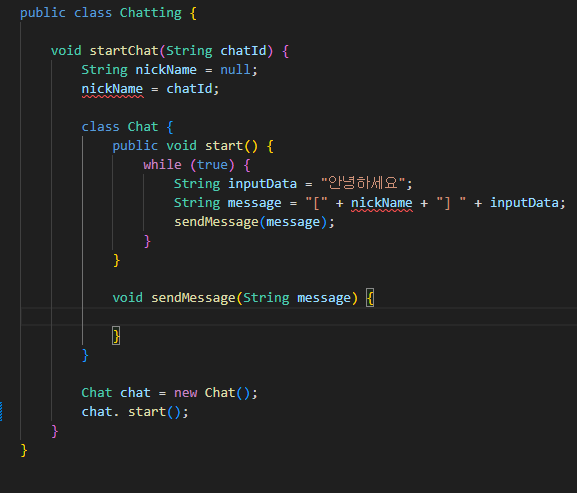 public class Chatting {
void startChat(String chatId) {
String nickName = null;
nickName = chatId;
class Chat {
public void start() {
while (true) {
String inputData = "안녕하세요";
String message = "[" + nickName + "] " + inputData;
sendMessage(message);
}
}
void sendMessage(String message) {
}
}
Chat chat = new Chat();
chat. start();
}
}